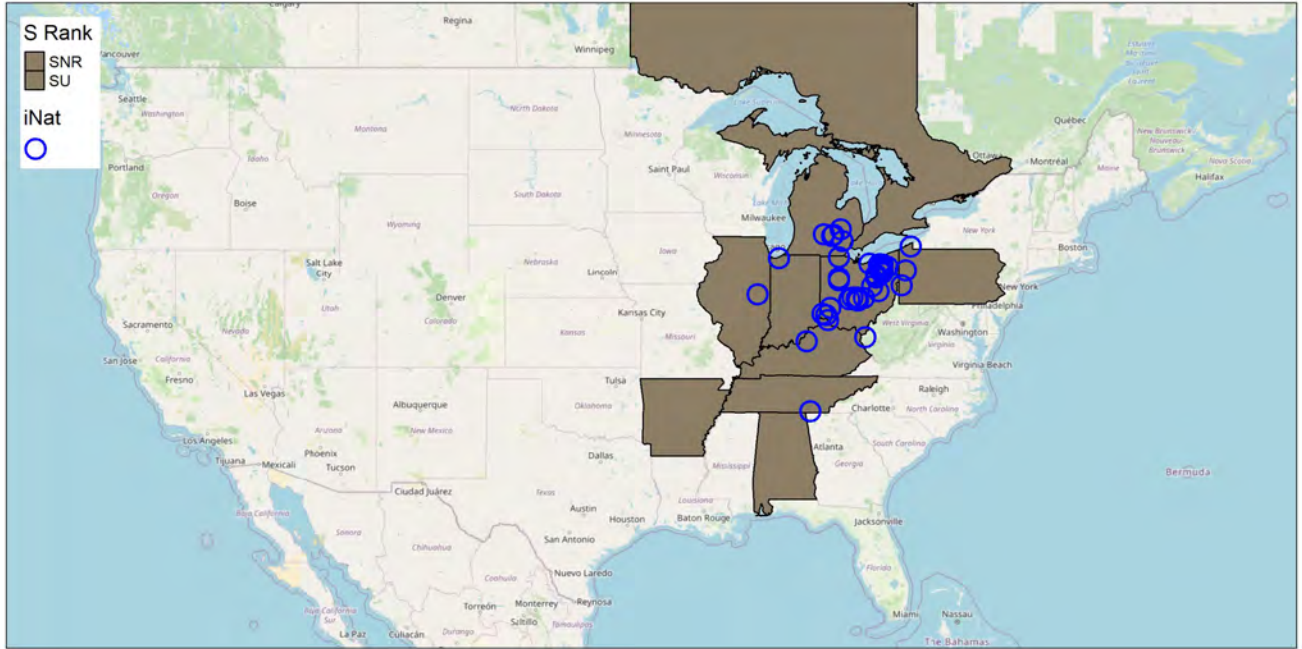 S Rank
SNR
SU
iNat
Calgary
Regina
Winnipeg
Vancouver
Seattle
Washington
Portland
Montana
North Dakota
Minnesota
Lake Superior
Québec
Ottawa
Montréal
New Brunswick
Nouveau-
Brunswick
Nova Scotia
Halifax
Maine
Oregon
Boise
Idaho
Wyoming
South Dakota
Saint Paul
Wisconsin
Milwaukee
New York
Boston
Salt Lake
City
Nebraska
Iowa
Lincoln
New York
Philadelphia
Sacramento
Nevada
Utah
Denver
Colorado
Kansas City
Kansas
Missouri
West Virginia
Washington
Virginia
Virginia Beach
San Jose
California
Fresno
Las Vegas
Tulsa
Raleigh
Albuquerque
Oklahoma
Charlotte
North Carolina
Los Angeles
Arizona
New Mexico
Phoenix
Tijuana
Mexicali
Tucson
Dallas
Mississippi
Atlanta
South Carolina
Georgia
Bermuda
Ciudad Juárez
Texas
Austin
Houston
Louisiana
Baton Rouge
Jacksonville
Baja California
Sonora
San Antonio
Chihuahua
Florida
Coahuila
Nuevo Laredo
Miami
Nassau
Baja California
Sur
Durango
Torreón
Monterrey
Reynosa
Saltillo
Tamaulipas
La Paz
Culiacán
The Bahamas